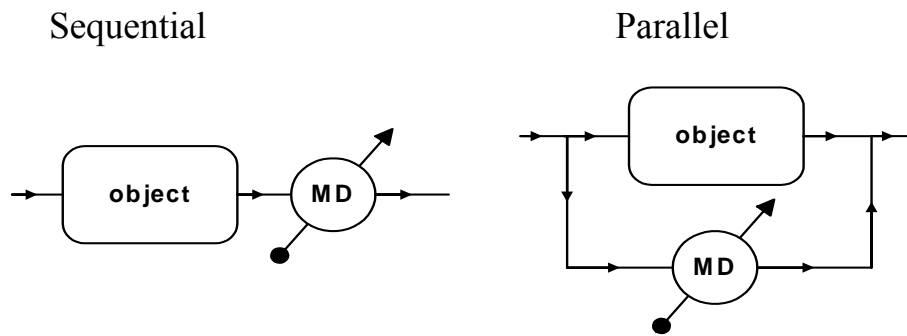 Sequential
Parallel
object
MD
object
MD